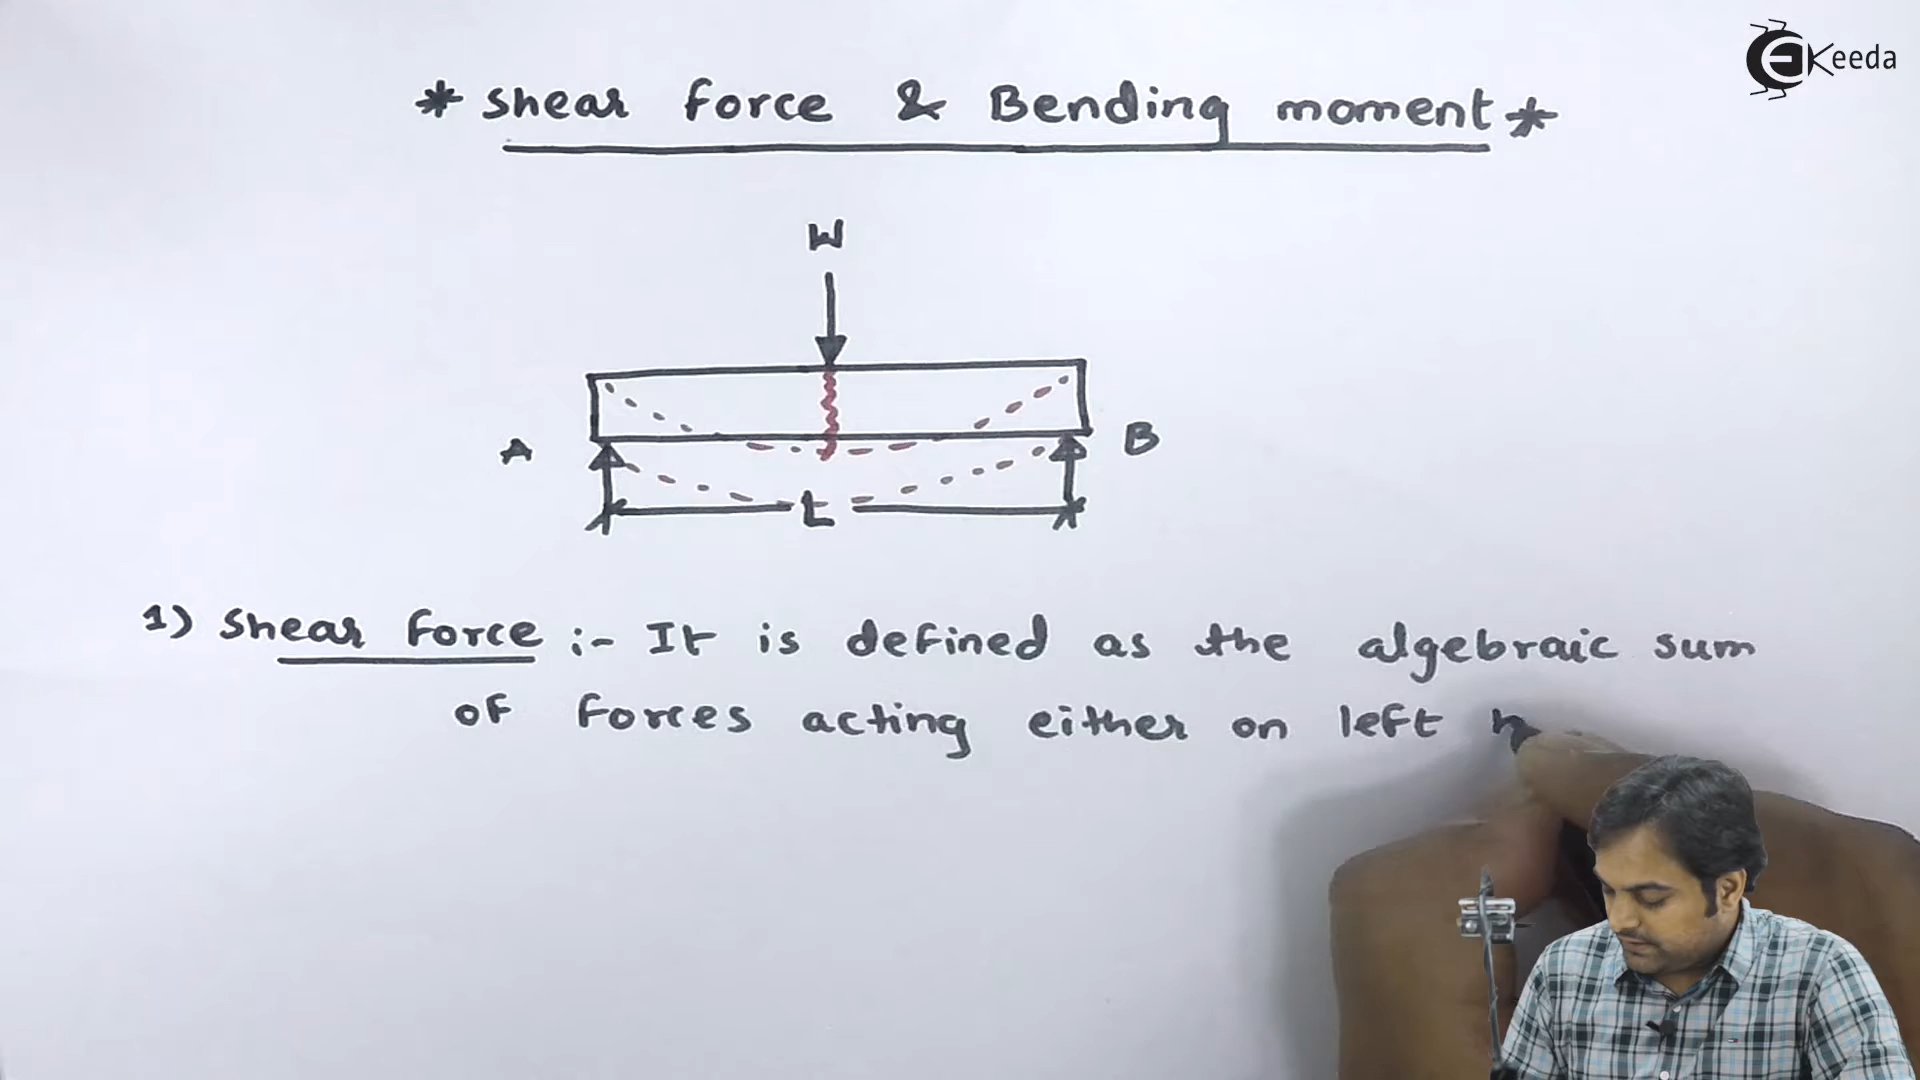 EKeeda
* Shear force & Bending moment *
W
A
B
L
1) Shear force :- It is defined as the algebraic sum
of forces acting either on left